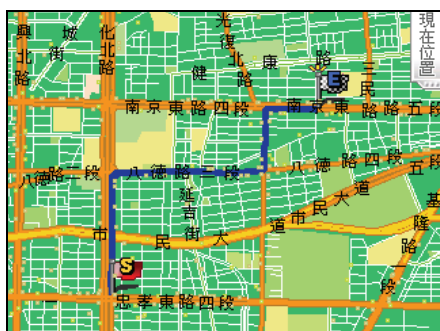 興北路
城街
化北路
光復北路
健康路
三民路
現在位置
E
南京東路四段
南京東路五段
八德路二段
八德路三段
八德路四段
延吉街
市民大道
市民大道
基隆路一段
S
忠孝東路四段
五